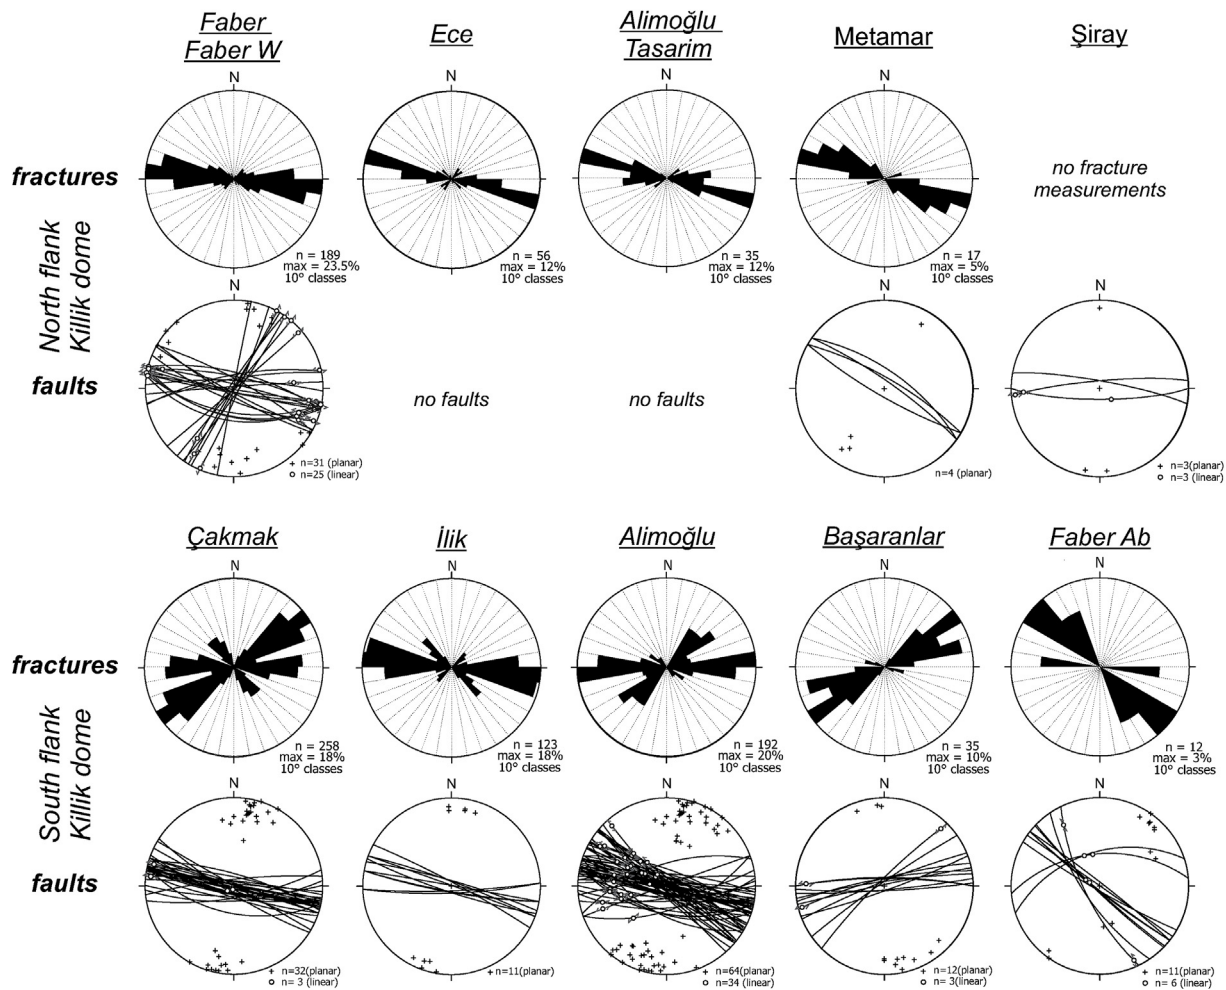 Faber
Faber W
Ece
Alimoğlu
Tasarim
Metamar
Şiray
N
N
N
N
fractures
no fracture
measurements
n = 189
max = 23.5%
10° classes
n = 56
max = 12%
10° classes
n = 35
max = 12%
10° classes
n = 17
max = 5%
10° classes
North flank
Killik dome
N
N
N
faults
no faults
no faults
+ n=31 (planar)
o n=25 (linear)
n=4 (planar)
+ n=3(planar)
o n=3 (linear)
Çakmak
İlik
Alimoğlu
Başaranlar
Faber Ab
N
N
N
N
N
fractures
n = 258
max = 18%
10° classes
n = 123
max = 18%
10° classes
n = 192
max = 20%
10° classes
n = 35
max = 10%
10° classes
n = 12
max = 3%
10° classes
South flank
Killik dome
N
N
N
N
N
faults
+ n=32(planar)
o n= 3 (linear)
+ n=11(planar)
+ n=64(planar)
o n=34 (linear)
+ n=12(planar)
o n= 3(linear)
+ n=11(planar)
o n= 6 (linear)